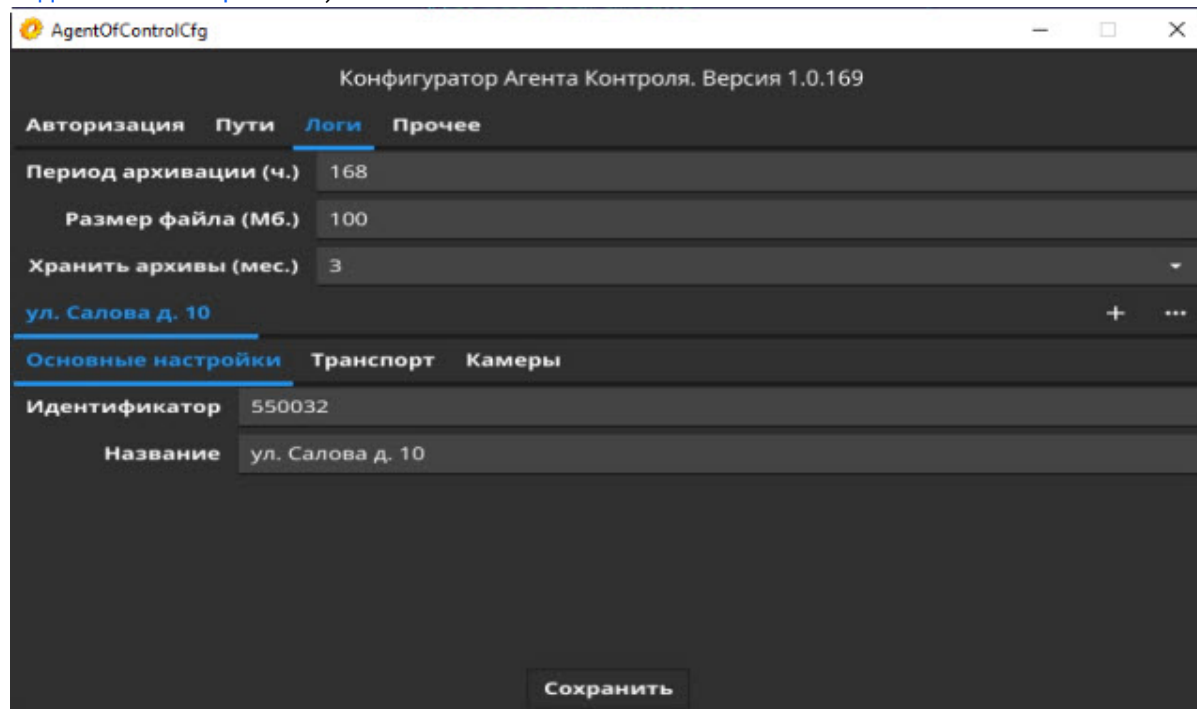 AgentOfControlCfg
Конфигуратор Агента Контроля. Версия 1.0.169
Авторизация Пути Логи Прочее
Период архивации (ч.) 168
Размер файла (Мб.) 100
Хранить архивы (мес.) 3
ул. Салова д. 10 + ...
Основные настройки Транспорт Камеры
Идентификатор 550032
Название ул. Салова д. 10
Сохранить